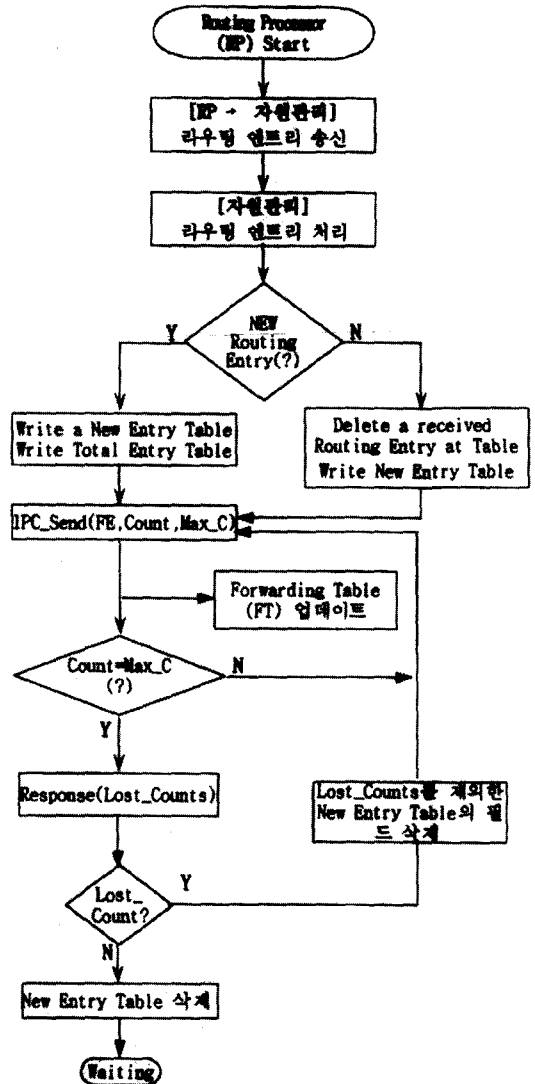 Routing Processor
(RP) Start
[RP → 자원관리]
라우팅 엔트리 송신
[자원관리]
라우팅 엔트리 처리
NEW
Routing
Entry(?)
Y
N
Write a New Entry Table
Write Total Entry Table
Delete a received
Routing Entry at Table
Write New Entry Table
IPC_Send(FE,Count,Max_C)
Forwarding Table
(FT) 업데이트
Count=Max_C
(?)
N
Y
Response(Lost_Counts)
Lost_Counts를 제외한
New Entry Table의 필
드 삭제
Lost_
Count?
Y
N
New Entry Table 삭제
Waiting